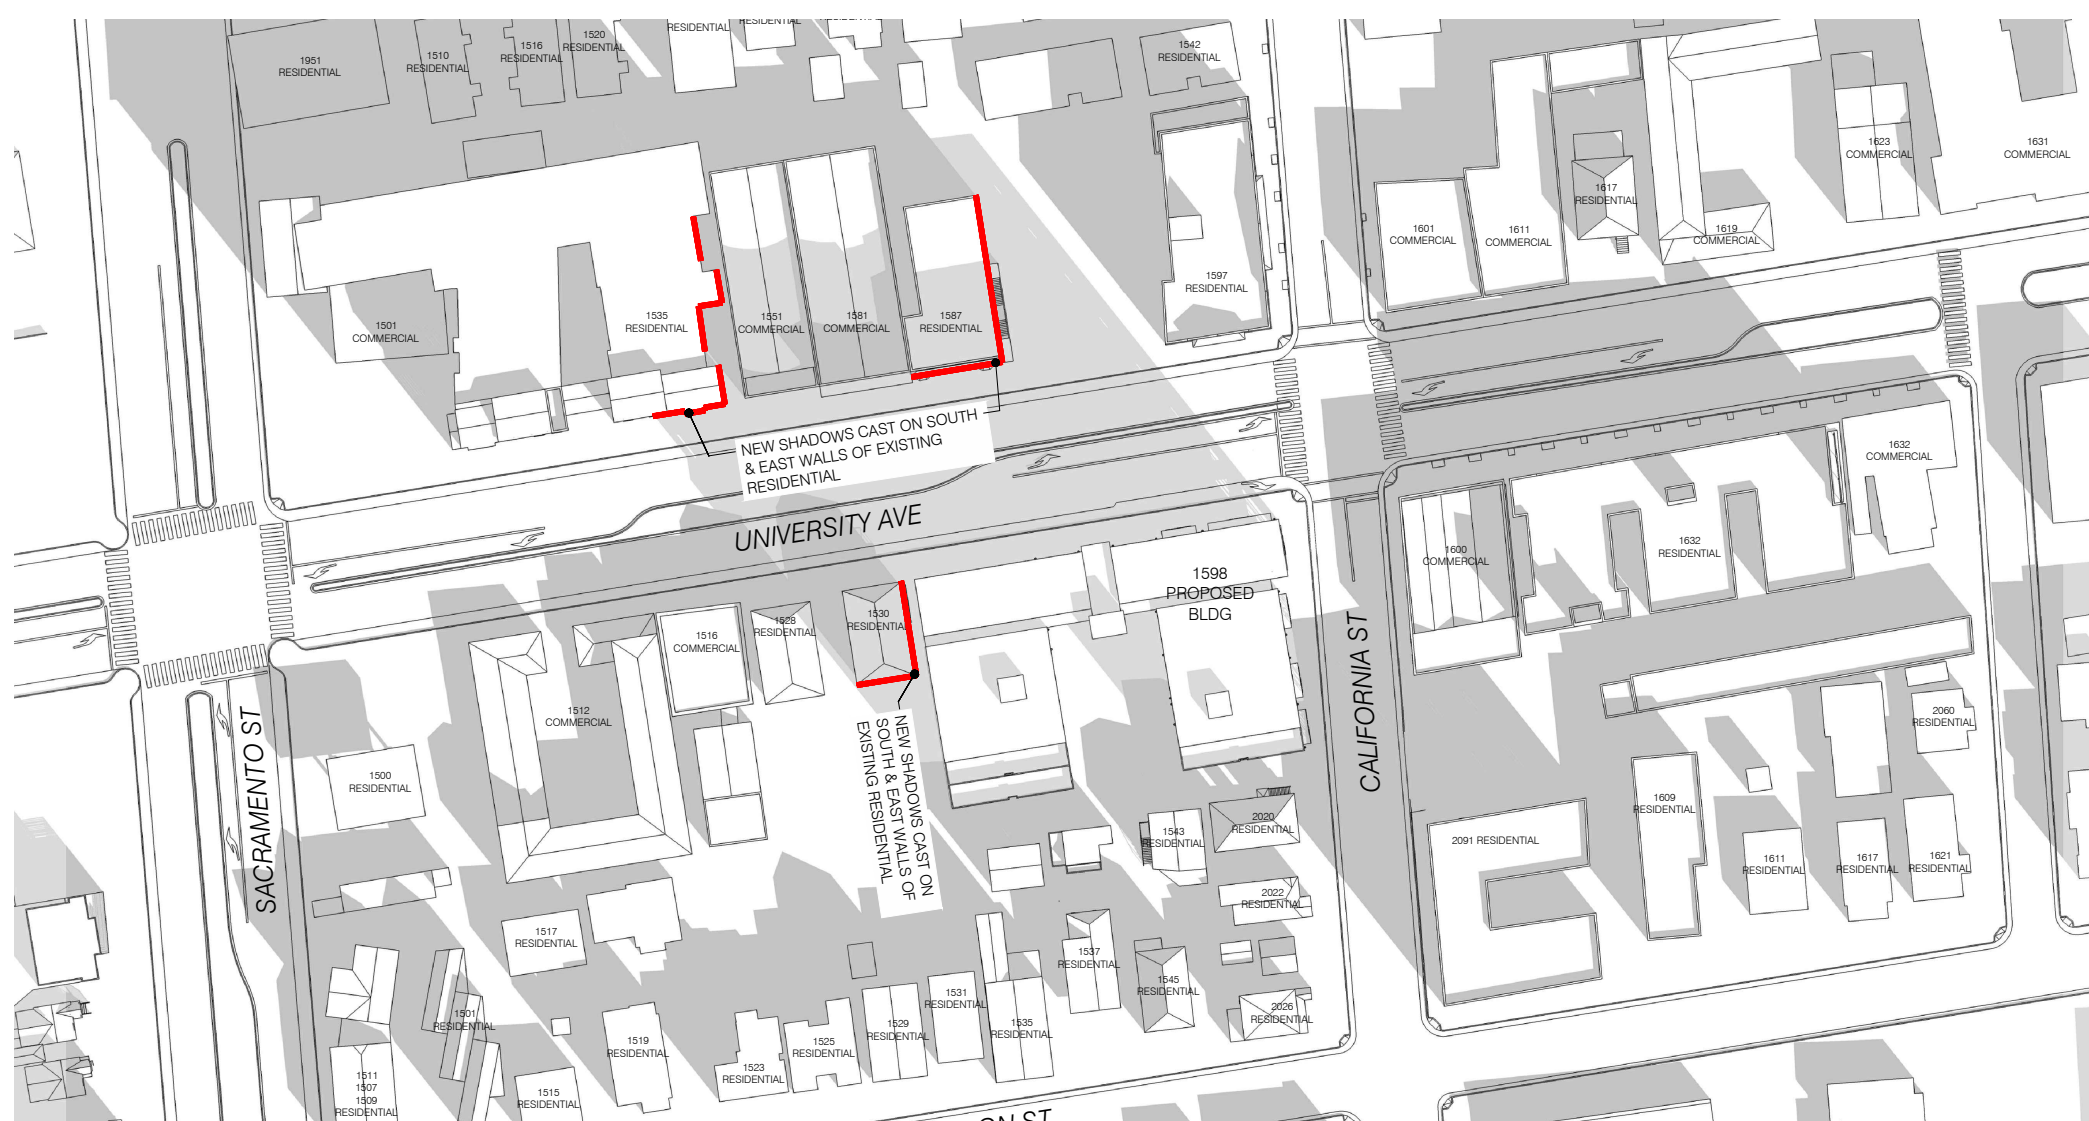 RESIDENTIAL
RESIDENTIAL
1951
RESIDENTIAL
1510
RESIDENTIAL
1516
RESIDENTIAL
1520
RESIDENTIAL
1542
RESIDENTIAL
1501
COMMERCIAL
1535
RESIDENTIAL
1551
COMMERCIAL
1581
COMMERCIAL
1587
RESIDENTIAL
1597
RESIDENTIAL
1601
COMMERCIAL
1611
COMMERCIAL
1617
RESIDENTIAL
1619
COMMERCIAL
1623
COMMERCIAL
1631
COMMERCIAL
NEW SHADOWS CAST ON SOUTH
& EAST WALLS OF EXISTING
RESIDENTIAL
UNIVERSITY AVE
1632
COMMERCIAL
1632
RESIDENTIAL
1600
COMMERCIAL
1598
PROPOSED
BLDG
1530
RESIDENTIAL
1528
RESIDENTIAL
1516
COMMERCIAL
1512
COMMERCIAL
1500
RESIDENTIAL
SACRAMENTO ST
CALIFORNIA ST
NEW SHADOWS CAST ON
SOUTH & EAST WALLS OF
EXISTING RESIDENTIAL
2060
RESIDENTIAL
1609
RESIDENTIAL
2091 RESIDENTIAL
1611
RESIDENTIAL
1617
RESIDENTIAL
1621
RESIDENTIAL
1543
RESIDENTIAL
2020
RESIDENTIAL
2022
RESIDENTIAL
1517
RESIDENTIAL
1537
RESIDENTIAL
1545
RESIDENTIAL
2026
RESIDENTIAL
1501
RESIDENTIAL
1519
RESIDENTIAL
1523
RESIDENTIAL
1525
RESIDENTIAL
1529
RESIDENTIAL
1531
RESIDENTIAL
1535
RESIDENTIAL
1511
1507
1509
RESIDENTIAL
1515
RESIDENTIAL
ON ST